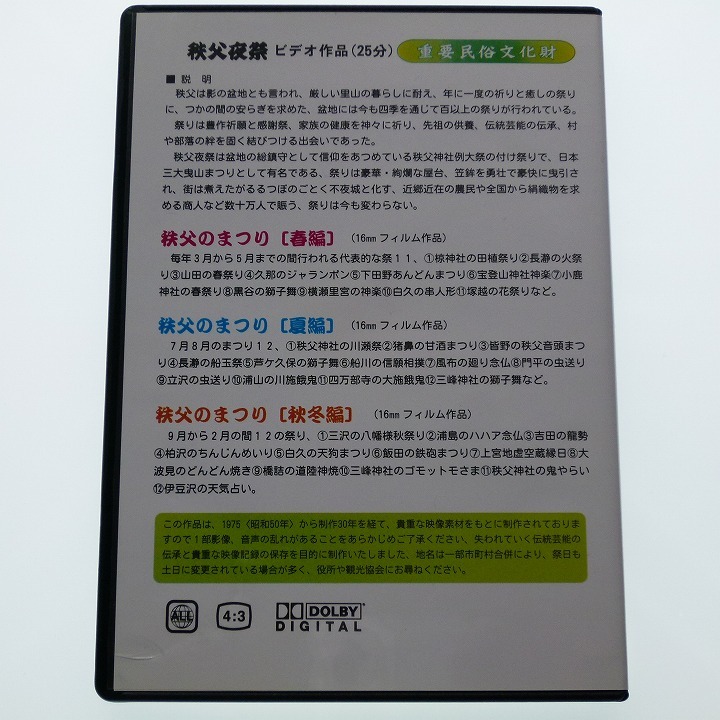 秩父夜祭 ビデオ作品(25分) 重要民俗文化財
■ 説 明
秩父は影の盆地とも言われ、厳しい里山の暮らしに耐え、年に一度の祈りと癒しの祭り
に、つかの間の安らぎを求めた、盆地には今も四季を通じて百以上の祭りが行われている。
祭りは豊作祈願と感謝祭、家族の健康を神々に祈り、先祖の供養、伝統芸能の伝承、村
や部落の絆を固く結びつける出会いであった。
秩父夜祭は盆地の総鎮守として信仰をあつめている秩父神社例大祭の付け祭りで、日本
三大曳山まつりとして有名である、祭りは豪華・絢爛な屋台、笠鉾を勇壮で豪快に曳引さ
れ、街は煮えたがるるつぼのごとく不夜城と化す、近郷近在の農民や全国から絹織物を求
める商人など数十万人で賑う、祭りは今も変わらない。
秩父のまつり［春編］ （16mm フィルム作品）
毎年3月から5月までの間行われる代表的な祭11、①椋神社の田植祭り②長瀞の火祭
り③山田の春祭り④久那のジャランポン⑤下田野あんどんまつり⑥宝登山神社神楽⑦小鹿
神社の春祭り⑧黒谷の獅子舞⑨横瀬里宮の神楽⑩白久の串人形⑪塚越の花祭りなど。
秩父のまつり［夏編］ （16mm フィルム作品）
7月8月のまつり12、①秩父神社の川瀬祭②猪鼻の甘酒まつり③皆野の秩父音頭まつ
り④長瀞の船玉祭⑤芦ケ久保の獅子舞⑥船川の信願相撲⑦風布の廻り念仏⑧門平の虫送り
⑨立沢の虫送り⑩浦山の川施餓鬼⑪四万部寺の大施餓鬼⑫三峰神社の獅子舞など。
秩父のまつり［秋冬編］ （16mm フィルム作品）
9月から2月の間12の祭り、①三沢の八幡様秋祭り②浦島のハハア念仏③吉田の龍勢
④柏沢のちんじんめいり⑤白久の天狗まつり⑥飯田の鉄砲まつり⑦上宮地虚空蔵縁日⑧大
波見のどんどん焼き⑨橋詰の道陸神焼⑩三峰神社のゴモットモさま⑪秩父神社の鬼やらい
⑫伊豆沢の天気占い。
この作品は、1975（昭和50年）から制作30年を経て、貴重な映像素材をもとに制作されておりま
すので1部影像、音声の乱れがあることをあらかじめご了承ください、失われていく伝統芸能の
伝承と貴重な映像記録の保存を目的に制作いたしました、地名は一部市町村合併により、祭日も
土日に変更されている場合が多く、役所や観光協会にお尋ねください。
ALL 4:3 DOLBY
DIGITAL